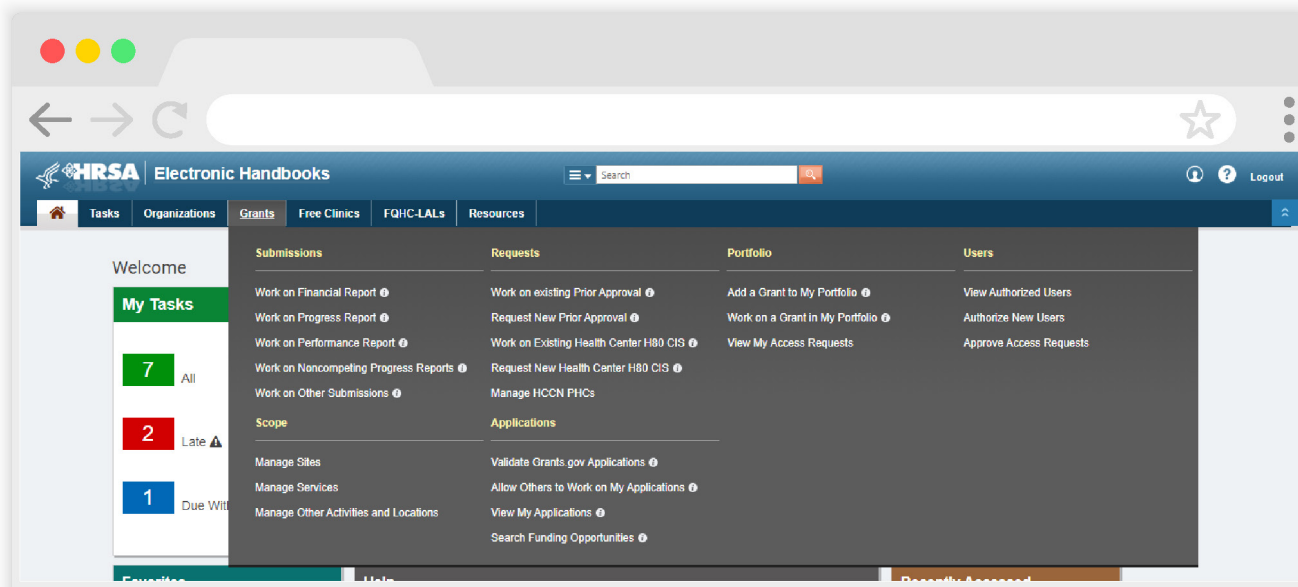 HRSA Electronic Handbooks
Search
Logout
Tasks Organizations Grants Free Clinics FQHC-LALs Resources
Welcome
My Tasks
7 All
2 Late
1 Due With
Submissions
Work on Financial Report
Work on Progress Report
Work on Performance Report
Work on Noncompeting Progress Reports
Work on Other Submissions
Requests
Work on existing Prior Approval
Request New Prior Approval
Work on Existing Health Center H80 CIS
Request New Health Center H80 CIS
Manage HCCN PHCs
Portfolio
Add a Grant to My Portfolio
Work on a Grant in My Portfolio
View My Access Requests
Users
View Authorized Users
Authorize New Users
Approve Access Requests
Scope
Manage Sites
Manage Services
Manage Other Activities and Locations
Applications
Validate Grants.gov Applications
Allow Others to Work on My Applications
View My Applications
Search Funding Opportunities
Favorites
Help
Recently Accessed